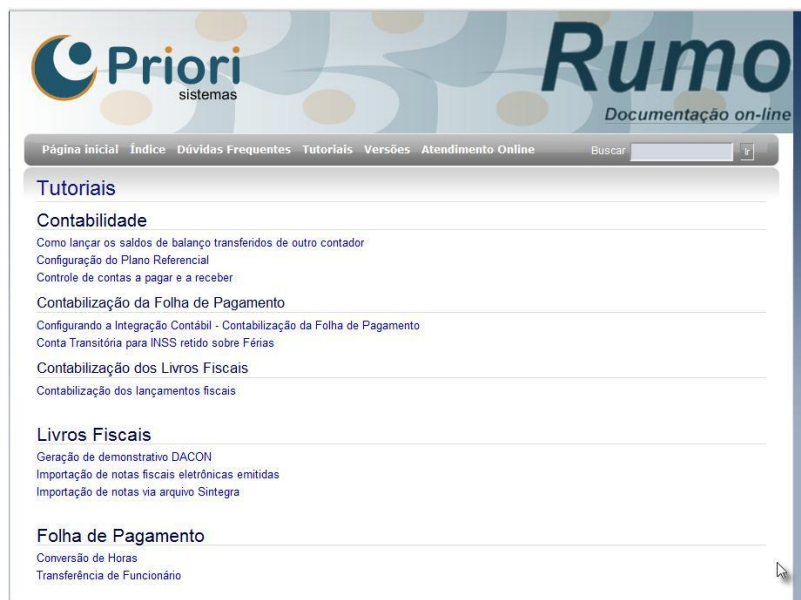 Priori
sistemas
Rumo
Documentação on-line
Página inicial Índice Dúvidas Frequentes Tutoriais Versões Atendimento Online Buscar Ir
Tutoriais
Contabilidade
Como lançar os saldos de balanço transferidos de outro contador
Configuração do Plano Referencial
Controle de contas a pagar e a receber
Contabilização da Folha de Pagamento
Configurando a Integração Contábil - Contabilização da Folha de Pagamento
Conta Transitória para INSS retido sobre Férias
Contabilização dos Livros Fiscais
Contabilização dos lançamentos fiscais
Livros Fiscais
Geração de demonstrativo DACON
Importação de notas fiscais eletrônicas emitidas
Importação de notas via arquivo Sintegra
Folha de Pagamento
Conversão de Horas
Transferência de Funcionário